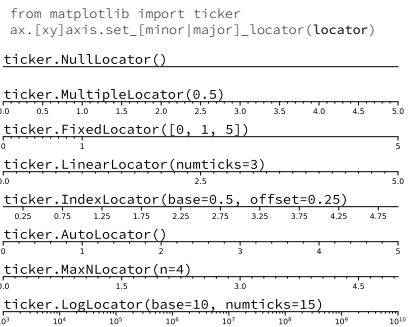 from matplotlib import ticker
ax.[xy]axis.set_[minor|major]_locator(locator)
ticker.NullLocator()
ticker.MultipleLocator(0.5)
0.0 0.5 1.0 1.5 2.0 2.5 3.0 3.5 4.0 4.5 5.0
ticker.FixedLocator([0, 1, 5])
0 1 5
ticker.LinearLocator(numticks=3)
0.0 2.5 5.0
ticker.IndexLocator(base=0.5, offset=0.25)
0.25 0.75 1.25 1.75 2.25 2.75 3.25 3.75 4.25 4.75
ticker.AutoLocator()
0 1 2 3 4 5
ticker.MaxNLocator(n=4)
0.0 1.5 3.0 4.5
ticker.LogLocator(base=10, numticks=15)
10³ 10⁴ 10⁵ 10⁶ 10⁷ 10⁸ 10⁹ 10¹⁰